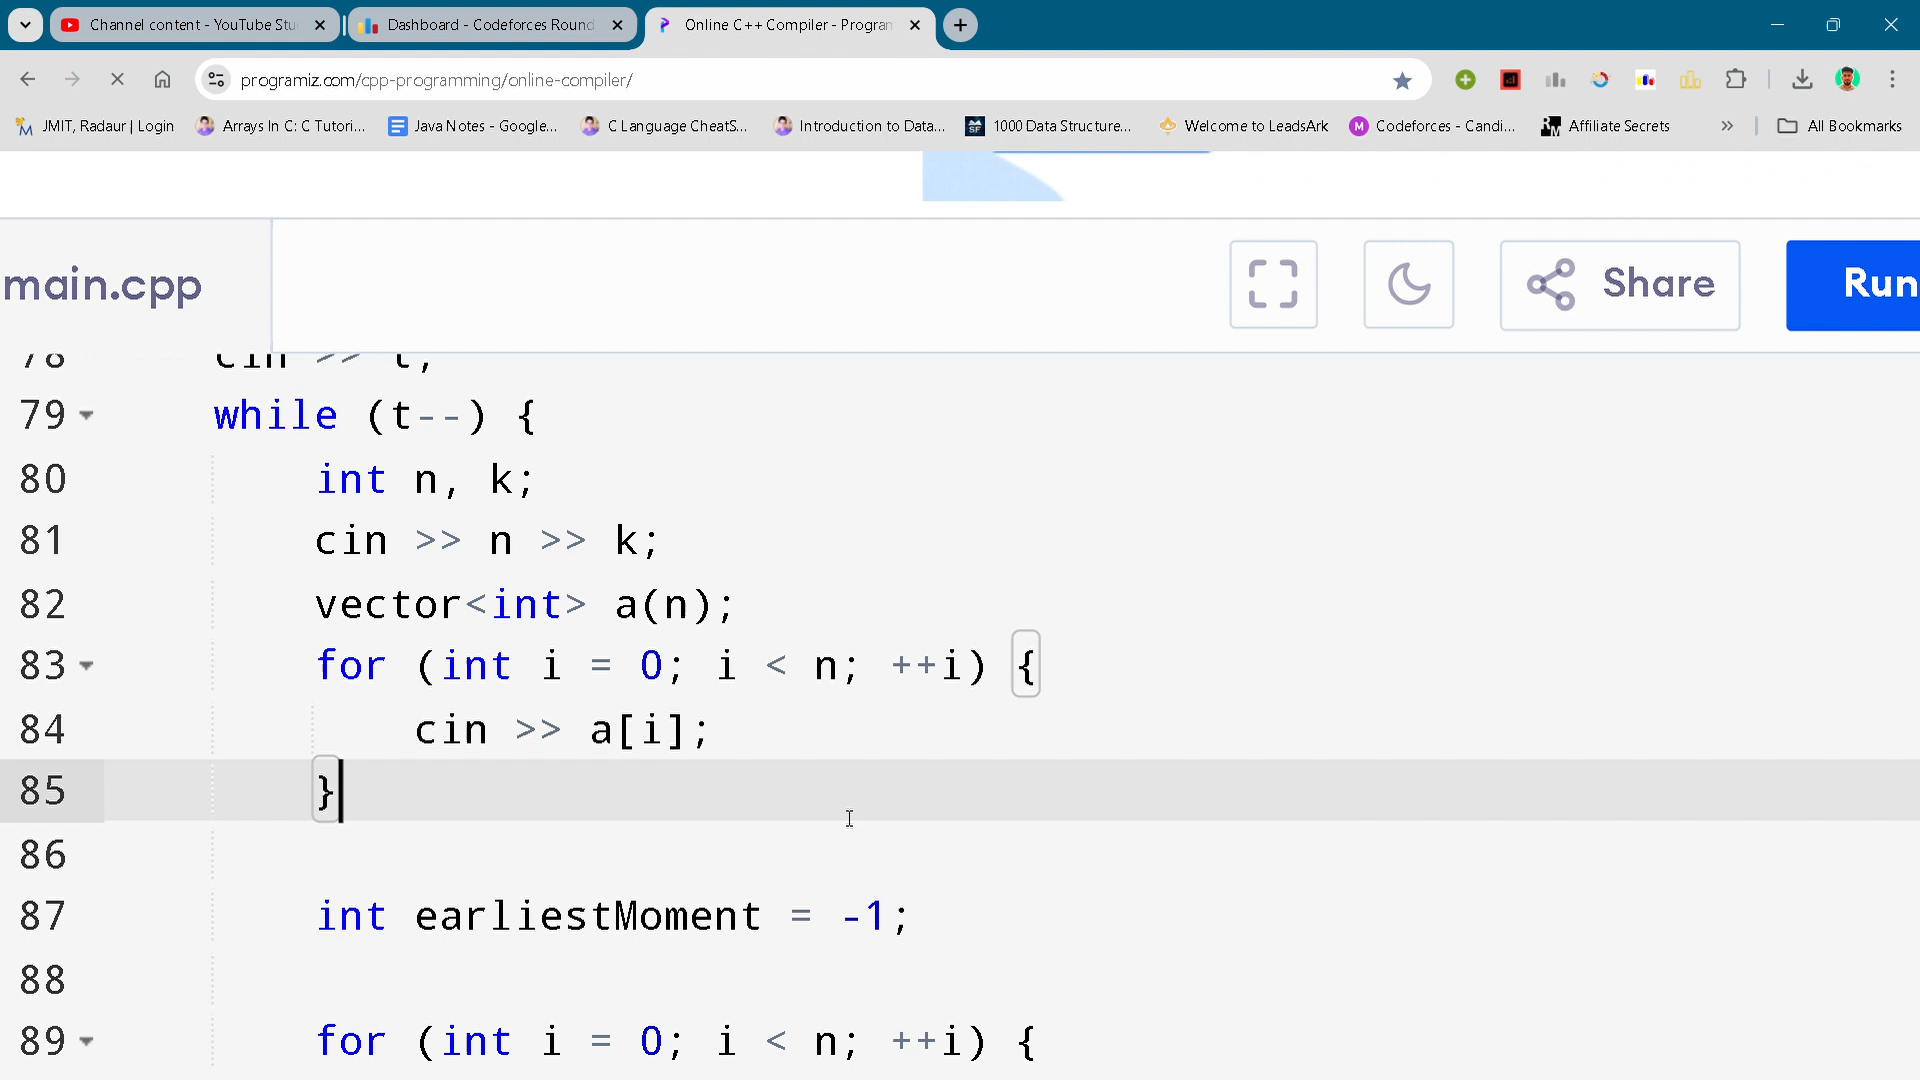 Channel content - YouTube Stu
Dashboard - Codeforces Round
Online C++ Compiler - Program
programiz.com/cpp-programming/online-compiler/
JMIT, Radaur | Login
Arrays In C: C Tutori...
Java Notes - Google...
C Language CheatS...
Introduction to Data...
1000 Data Structure...
Welcome to LeadsArk
Codeforces - Candi...
Affiliate Secrets
All Bookmarks
main.cpp
Share
Run
78 cin >> t;
79 while (t--) {
80 int n, k;
81 cin >> n >> k;
82 vector<int> a(n);
83 for (int i = 0; i < n; ++i) {
84 cin >> a[i];
85 }
86
87 int earliestMoment = -1;
88
89 for (int i = 0; i < n; ++i) {